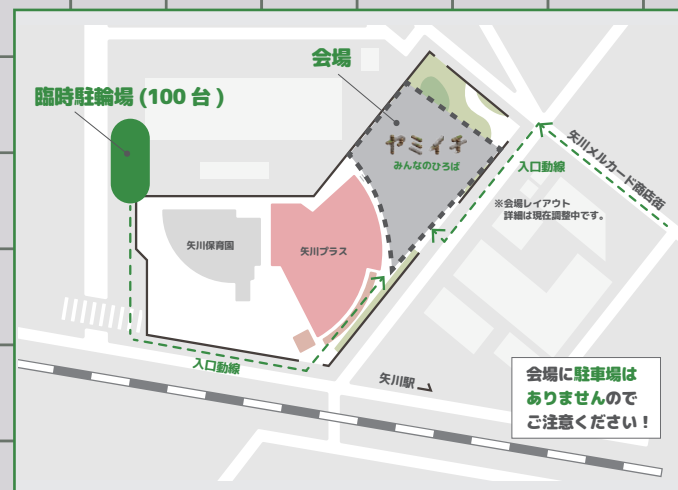 会場
臨時駐輪場 (100 台 )
ヤミイチ
みんなのひろば
入口動線
矢川メルカード商店街
※会場レイアウト
詳細は現在調整中です。
矢川保育園
矢川プラス
入口動線
矢川駅
会場に駐車場は
ありませんので
ご注意ください!